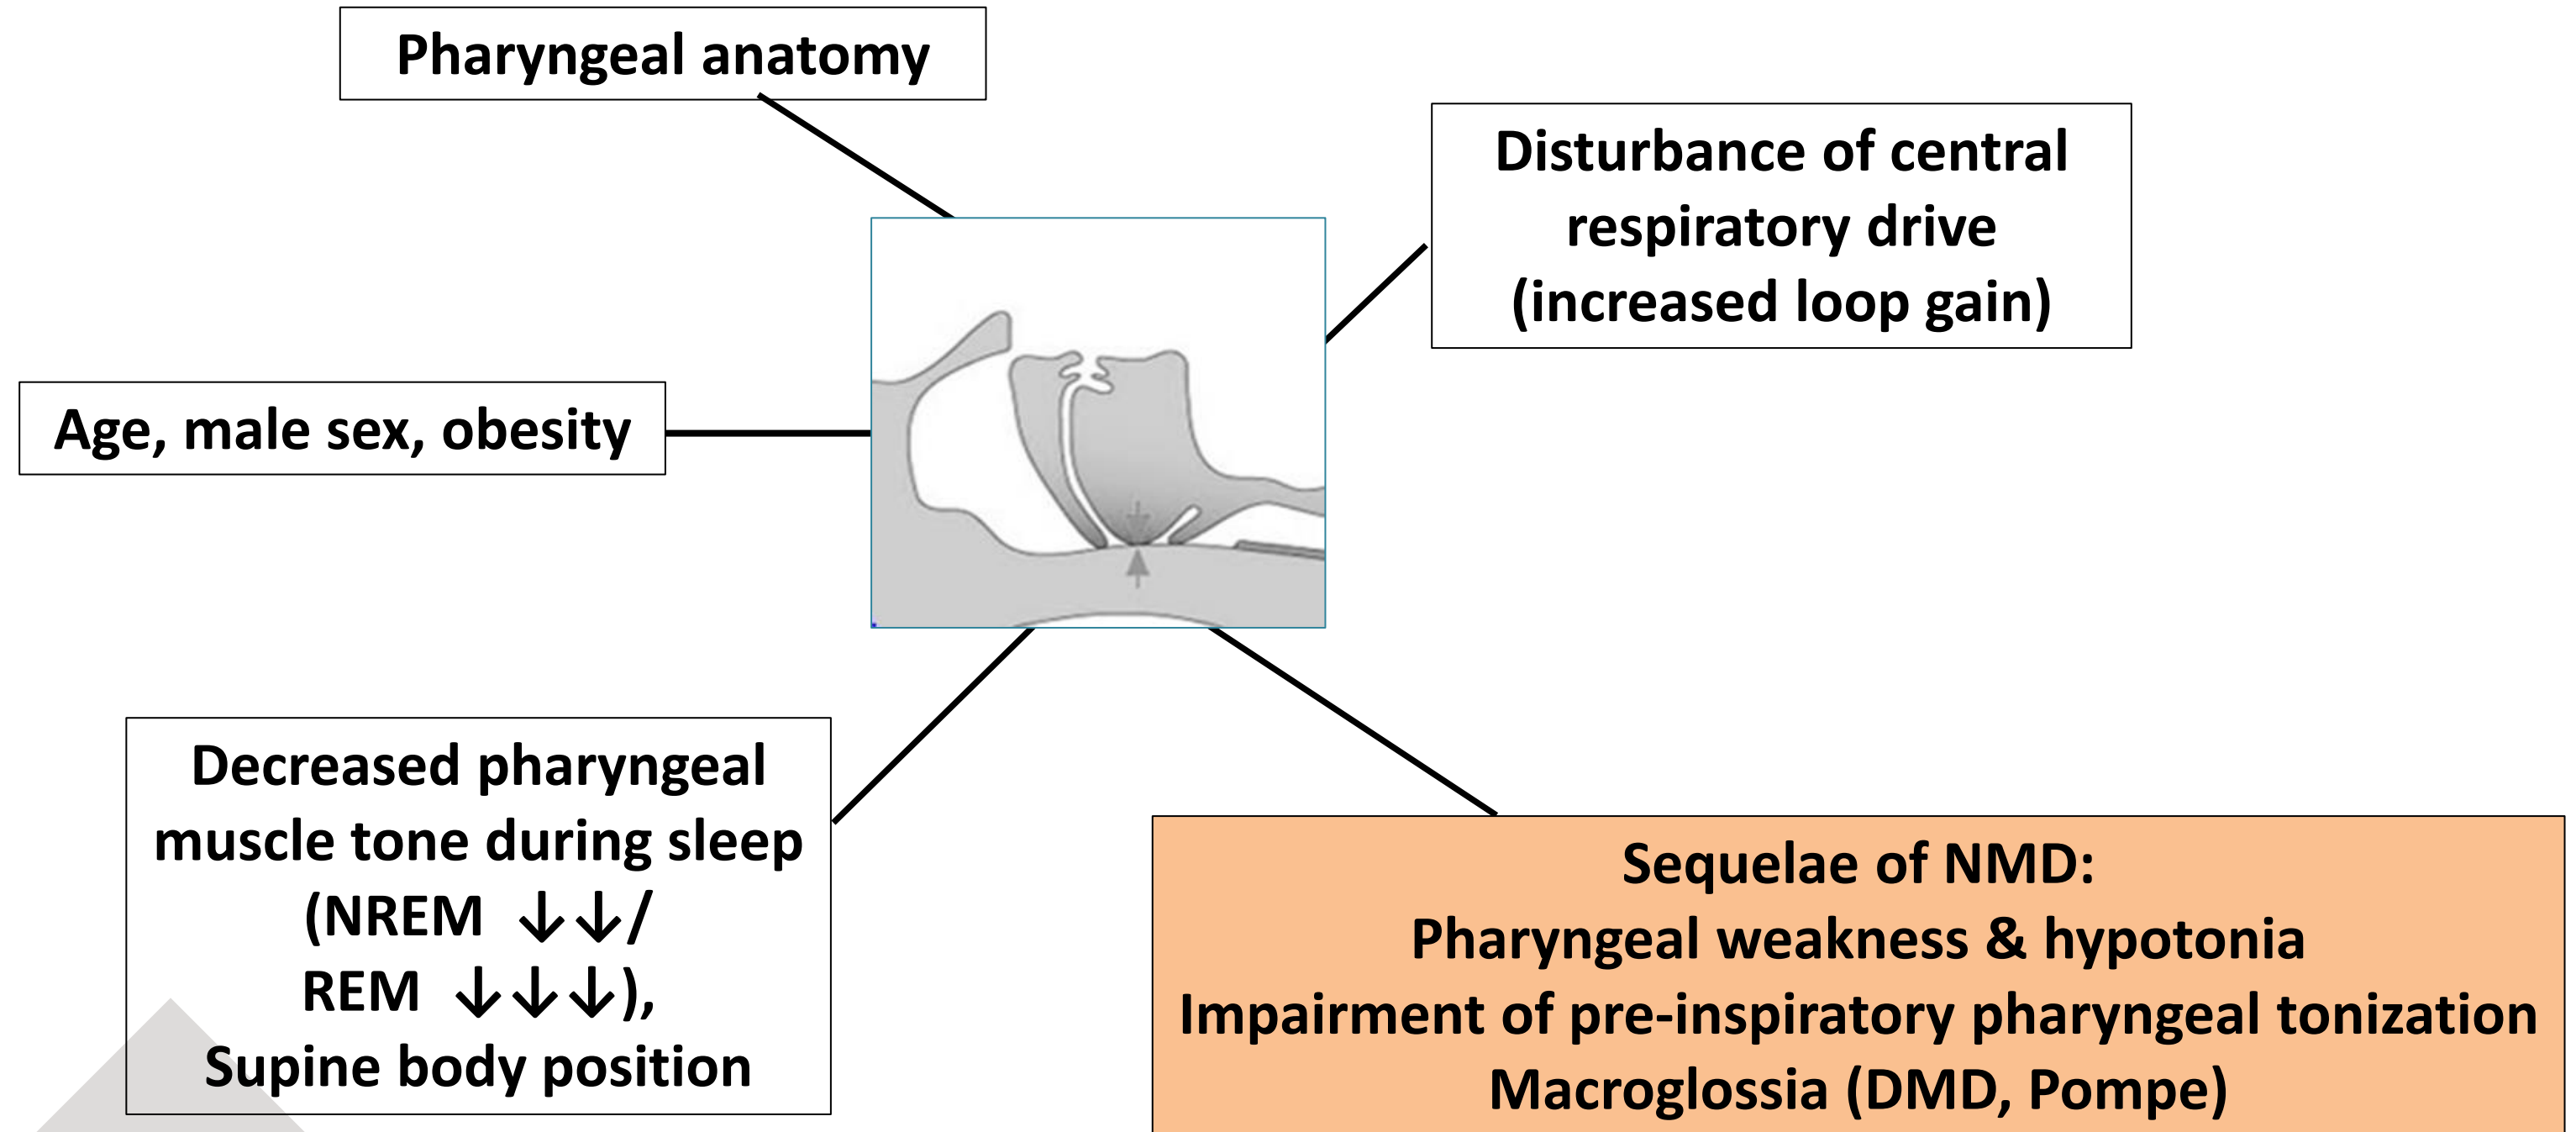 Pharyngeal anatomy
Disturbance of central
respiratory drive
(increased loop gain)
Age, male sex, obesity
Decreased pharyngeal
muscle tone during sleep
(NREM ↓↓/
REM ↓↓↓),
Supine body position
Sequelae of NMD:
Pharyngeal weakness & hypotonia
Impairment of pre-inspiratory pharyngeal tonization
Macroglossia (DMD, Pompe)